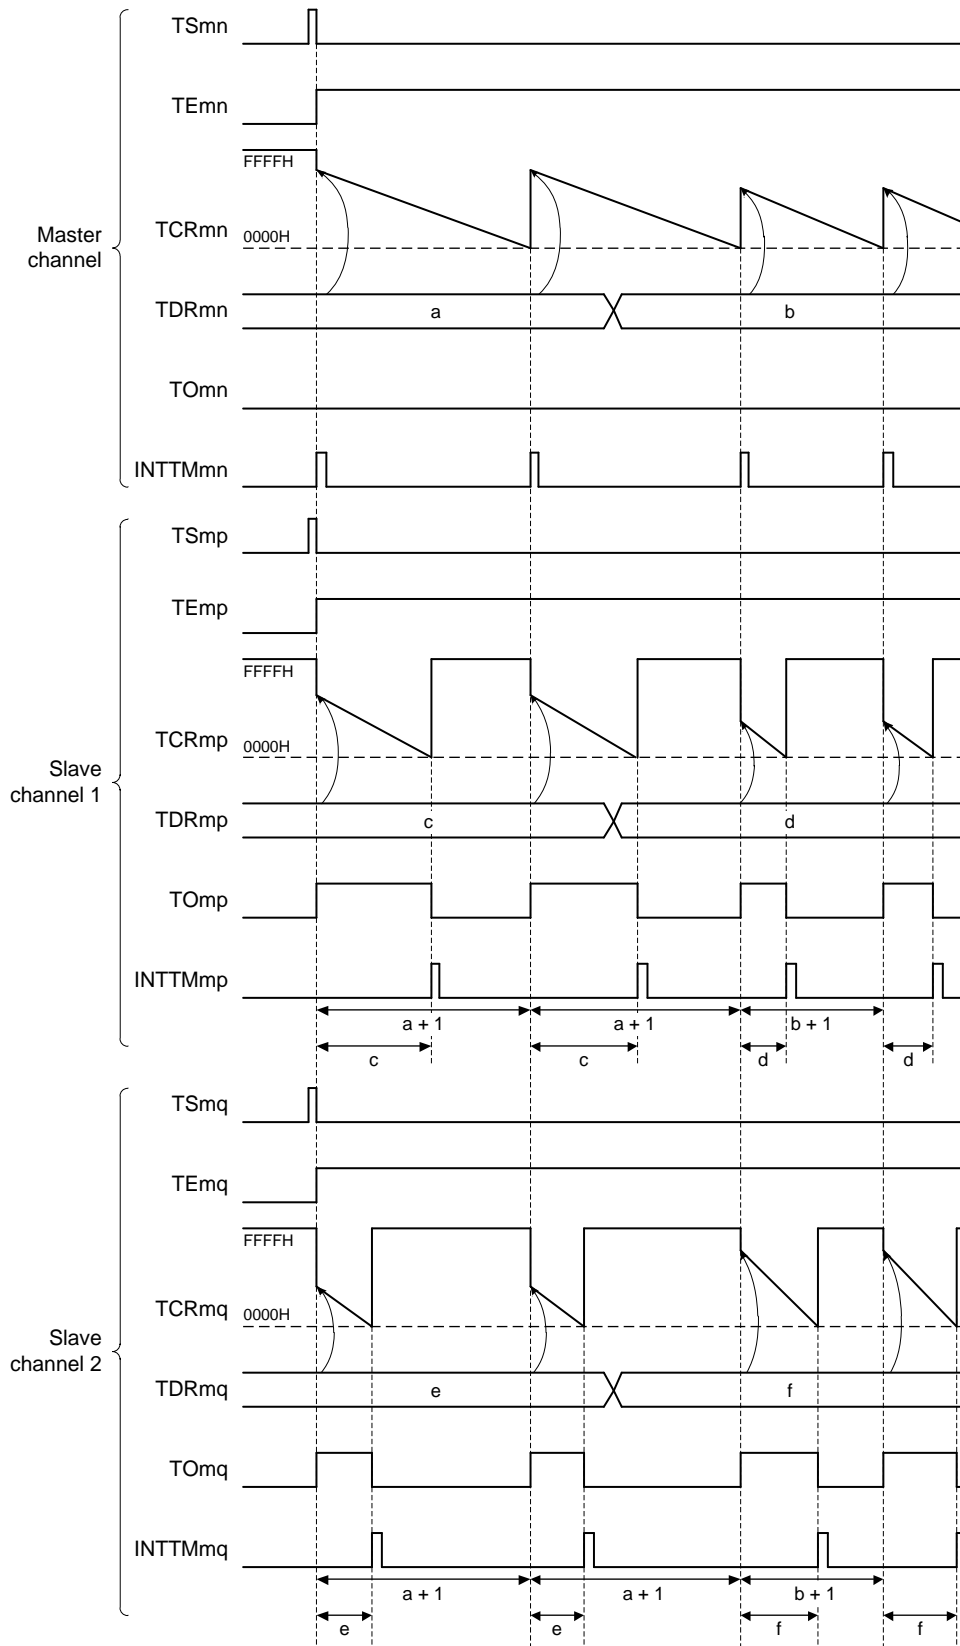 TSmn
TEmn
FFFFH
TCRmn
0000H
Master
channel
TDRmn
a
b
TOmn
INTTMmn
TSmp
TEmp
FFFFH
TCRmp
0000H
Slave
channel 1
TDRmp
c
d
TOmp
INTTMmp
a + 1
a + 1
b + 1
c
c
d
d
TSmq
TEmq
FFFFH
TCRmq
0000H
Slave
channel 2
TDRmq
e
f
TOmq
INTTMmq
a + 1
a + 1
b + 1
e
e
f
f